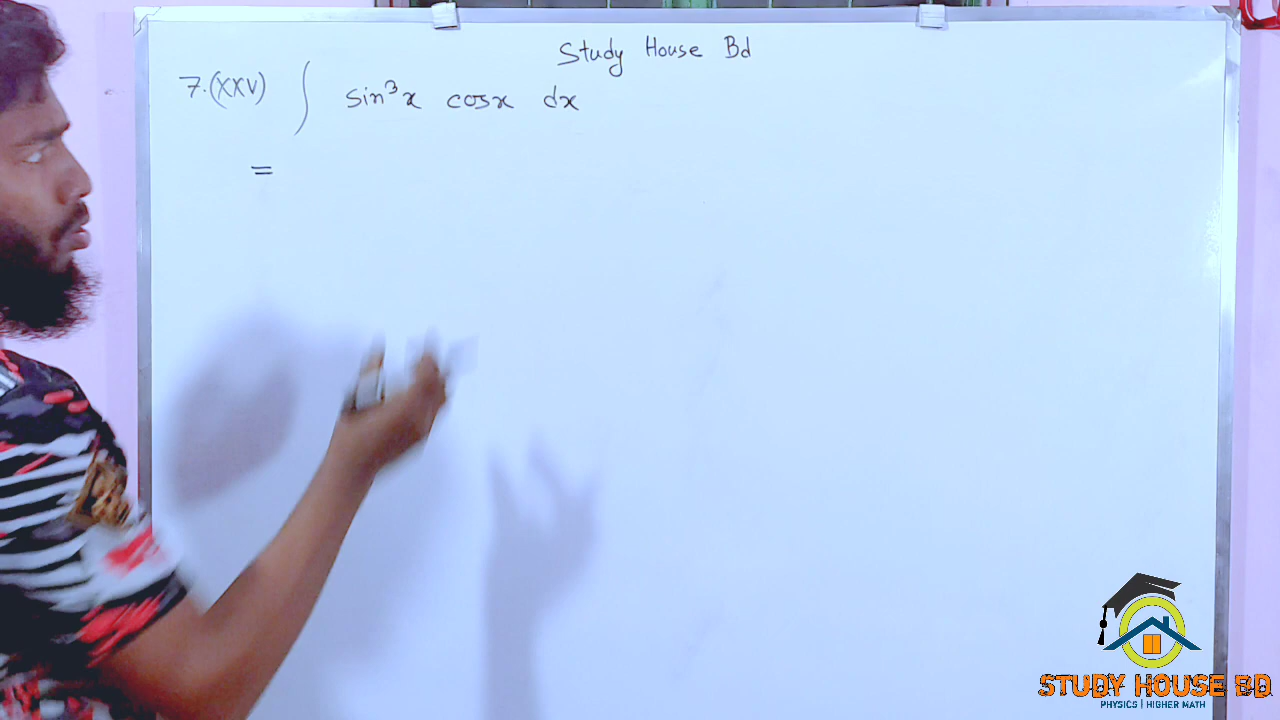 Study House Bd
7.(XXV) ∫ sin³x cosx dx
=
STUDY HOUSE BD
PHYSICS | HIGHER MATH